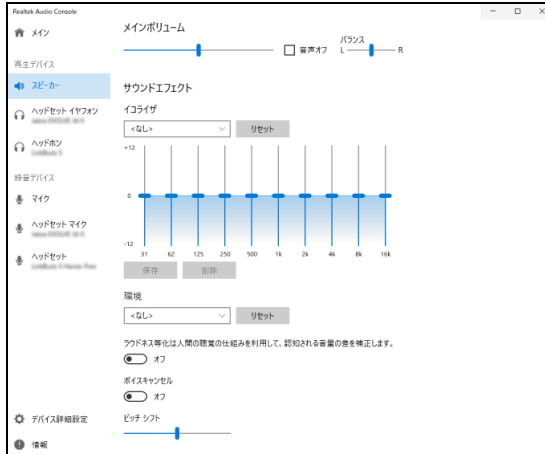 Realtek Audio Console
メイン
再生デバイス
スピーカー
ヘッドセット イヤフォン
ヘッドホン
録音デバイス
マイク
ヘッドセット マイク
ヘッドセット
デバイス詳細設定
情報
メインボリューム
音声オフ
バランス
L R
サウンドエフェクト
イコライザ
<なし> リセット
+12
0
-12
31 62 125 250 500 1k 2k 4k 8k 16k
保存 削除
環境
<なし> リセット
ラウドネス等化は人間の聴覚の仕組みを利用して、認知される音量の差を補正します。
オフ
ボイスキャンセル
オフ
ピッチ シフト